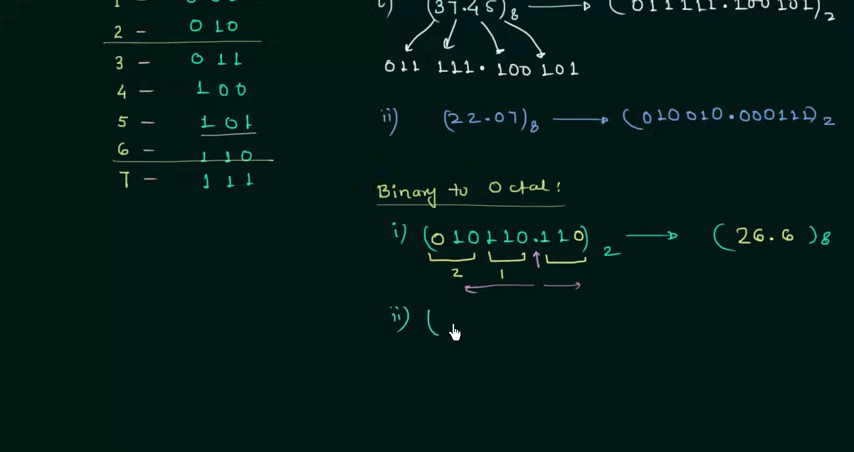 2 - 010
3 - 011
4 - 100
5 - 101
6 - 110
7 - 111
(37.45)8 → (011111.100101)2
011 111.100 101
ii) (22.07)8 → (010010.000111)2
Binary to Octal:
i) (010110.110)2 → (26.6)8
2 1
ii) (